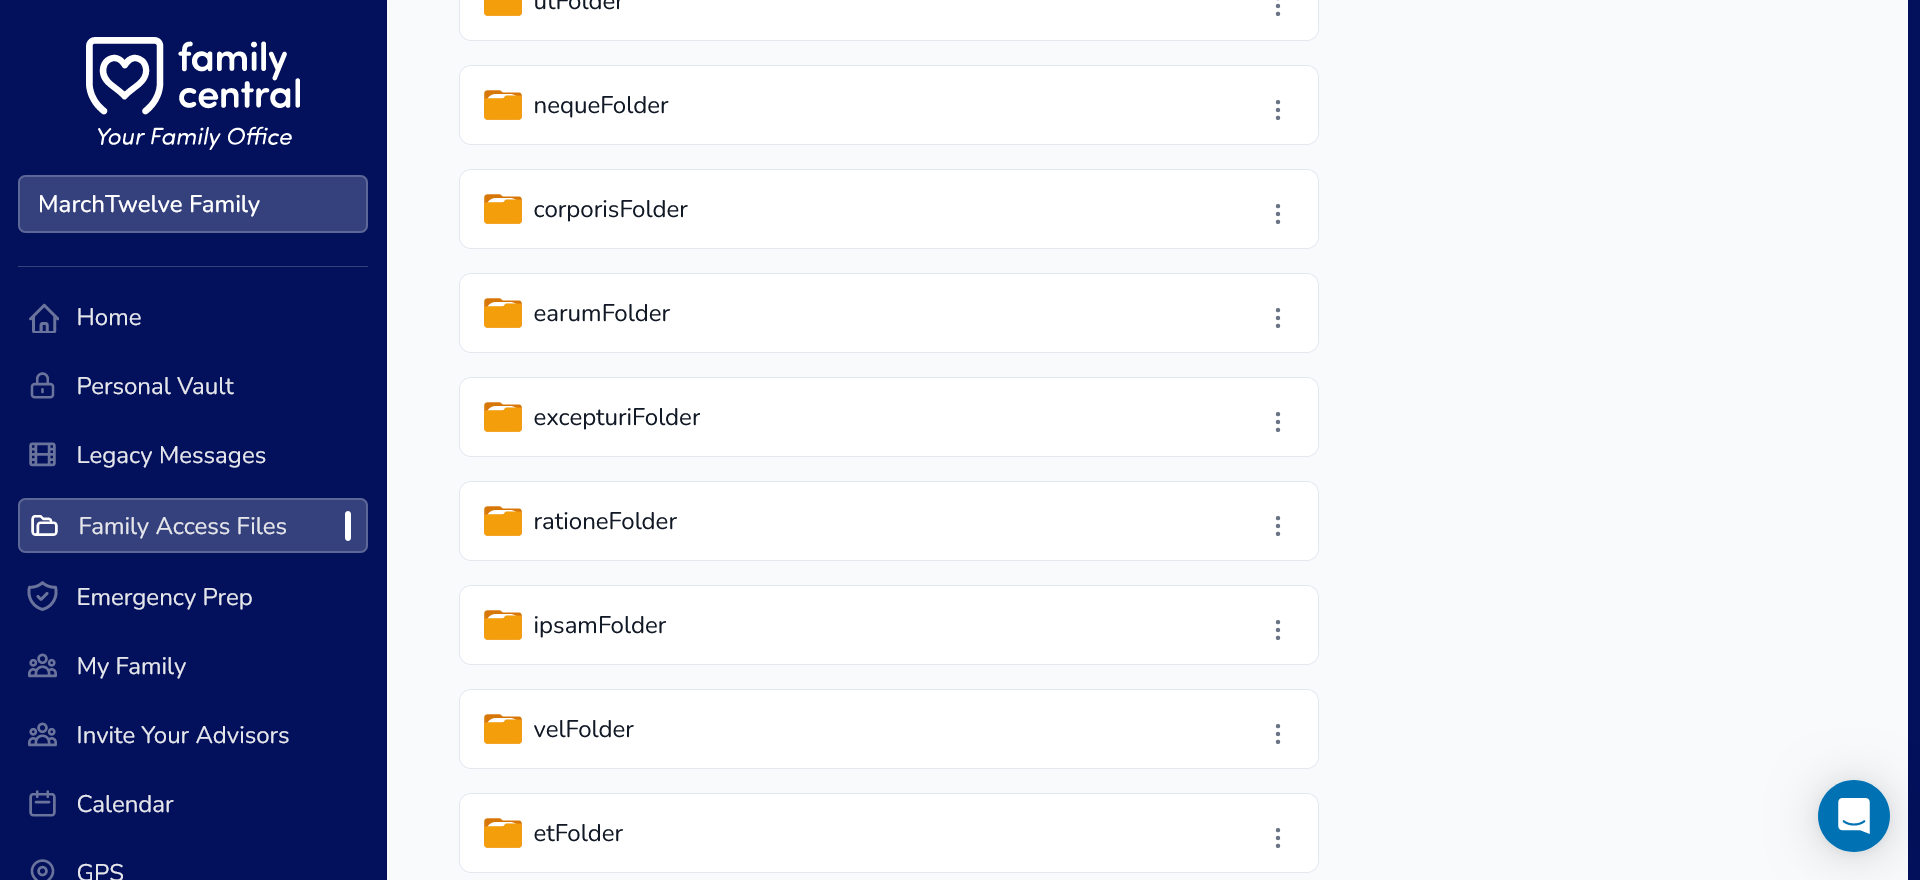 family
central
Your Family Office
MarchTwelve Family
Home
Personal Vault
Legacy Messages
Family Access Files
Emergency Prep
My Family
Invite Your Advisors
Calendar
GPS
nequeFolder
corporisFolder
earumFolder
excepturiFolder
rationeFolder
ipsamFolder
velFolder
etFolder